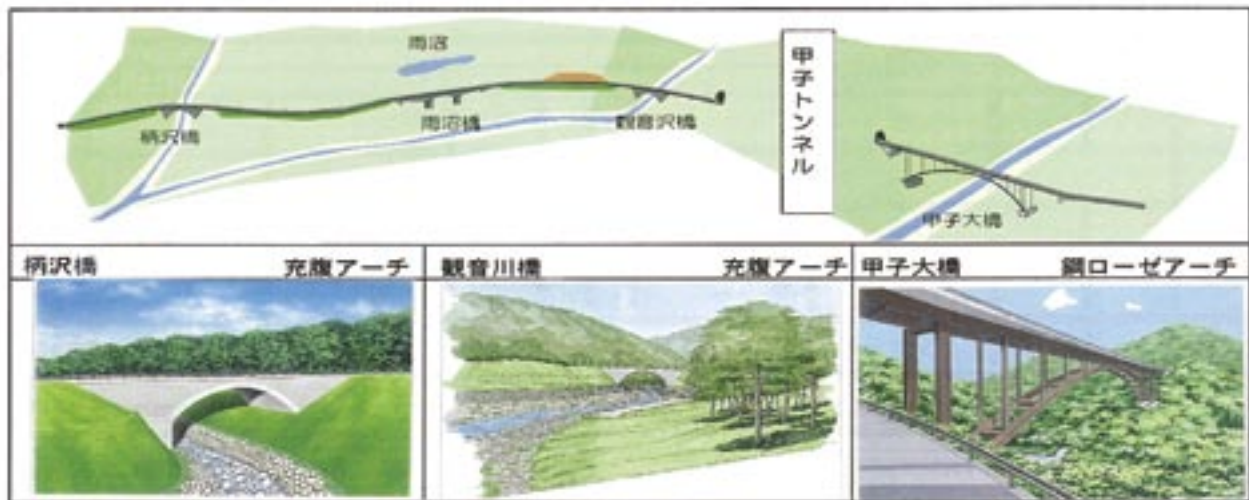 雨沼
柄沢橋
雨沼橋
観音沢橋
甲子トンネル
甲子大橋
柄沢橋 充腹アーチ
観音川橋 充腹アーチ
甲子大橋 鋼ローゼアーチ